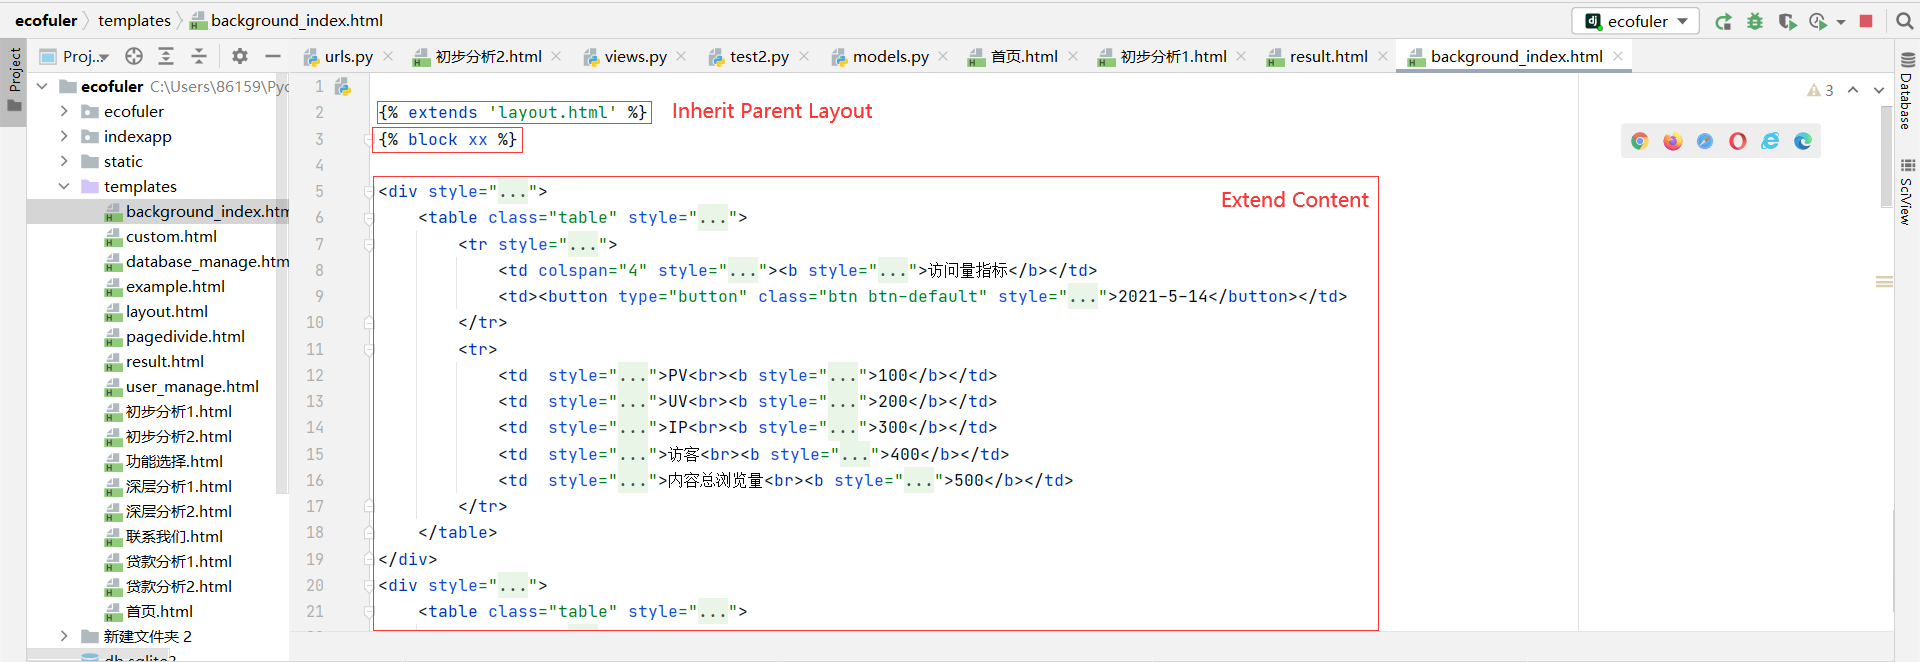 ecofuler templates background_index.html ecofuler
Project Proj... urls.py 初步分析2.html views.py test2.py models.py 首页.html 初步分析1.html result.html background_index.html
ecofuler C:\Users\86159\Pyc
ecofuler
indexapp
static
templates
background_index.htm
custom.html
database_manage.htm
example.html
layout.html
pagedivide.html
result.html
user_manage.html
初步分析1.html
初步分析2.html
功能选择.html
深层分析1.html
深层分析2.html
联系我们.html
贷款分析1.html
贷款分析2.html
首页.html
新建文件夹 2
db.sqlite3
1
2 {% extends 'layout.html' %} Inherit Parent Layout
3 {% block xx %}
4
5 <div style="...">
Extend Content
6 <table class="table" style="...">
7 <tr style="...">
8 <td colspan="4" style="..."><b style="...">访问量指标</b></td>
9 <td><button type="button" class="btn btn-default" style="...">2021-5-14</button></td>
10 </tr>
11 <tr>
12 <td  style="...">PV<br><b style="...">100</b></td>
13 <td  style="...">UV<br><b style="...">200</b></td>
14 <td  style="...">IP<br><b style="...">300</b></td>
15 <td  style="...">访客<br><b style="...">400</b></td>
16 <td  style="...">内容总浏览量<br><b style="...">500</b></td>
17 </tr>
18 </table>
19 </div>
20 <div style="...">
21 <table class="table" style="...">
3
Database
SciView